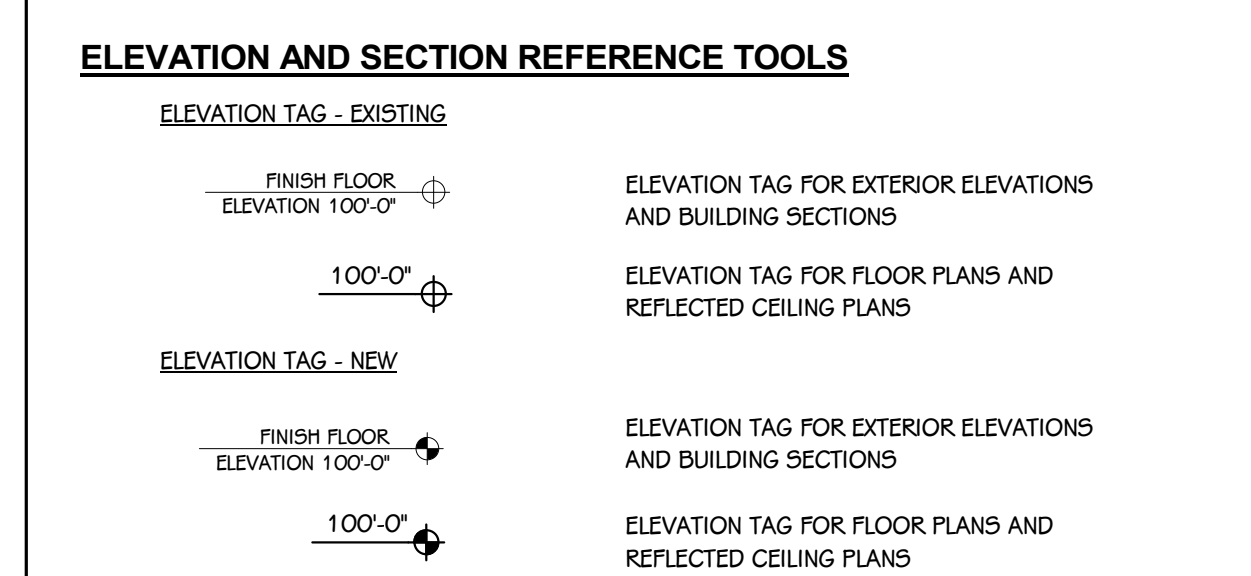 ELEVATION AND SECTION REFERENCE TOOLS
ELEVATION TAG - EXISTING
FINISH FLOOR
ELEVATION 100'-0"
ELEVATION TAG FOR EXTERIOR ELEVATIONS
AND BUILDING SECTIONS
100'-0"
ELEVATION TAG FOR FLOOR PLANS AND
REFLECTED CEILING PLANS
ELEVATION TAG - NEW
FINISH FLOOR
ELEVATION 100'-0"
ELEVATION TAG FOR EXTERIOR ELEVATIONS
AND BUILDING SECTIONS
100'-0"
ELEVATION TAG FOR FLOOR PLANS AND
REFLECTED CEILING PLANS